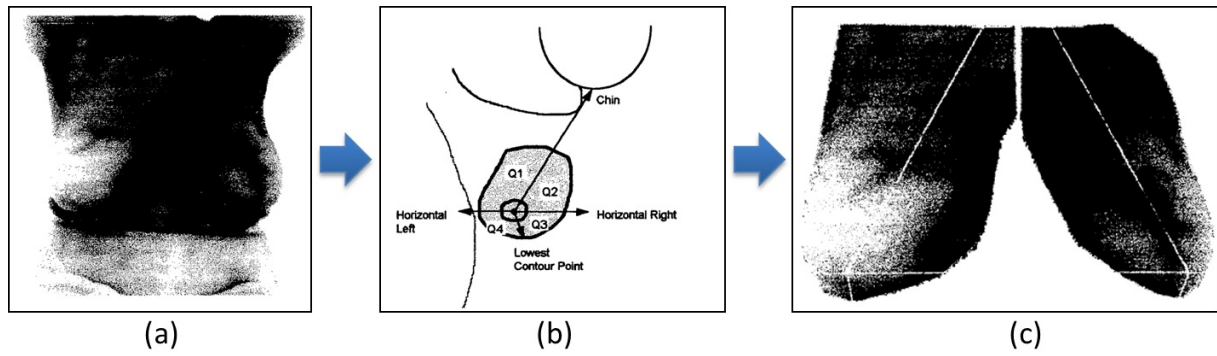 Chin
Q1
Q2
Horizontal
Left
Horizontal Right
Q4
Q3
Lowest
Contour Point
(a)
(b)
(c)